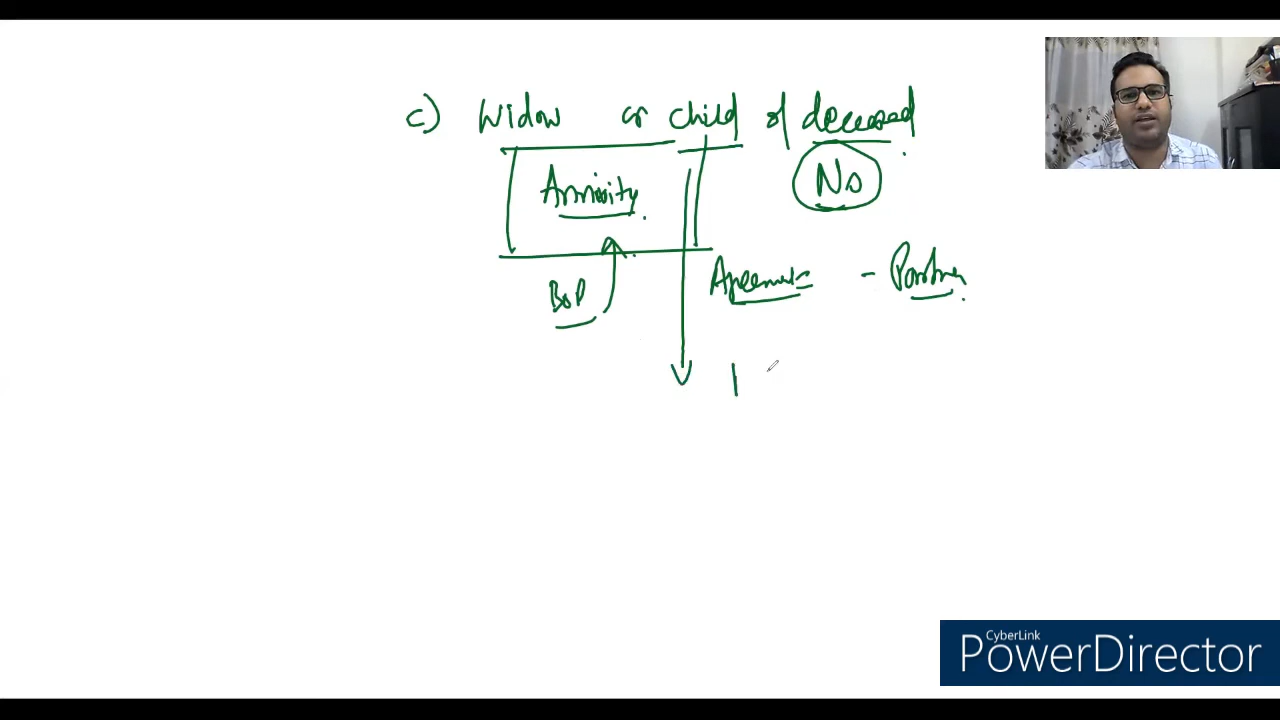 c) Widow or child of deceased
Annuity
No
BoP
Agreement - Partner
CyberLink
PowerDirector